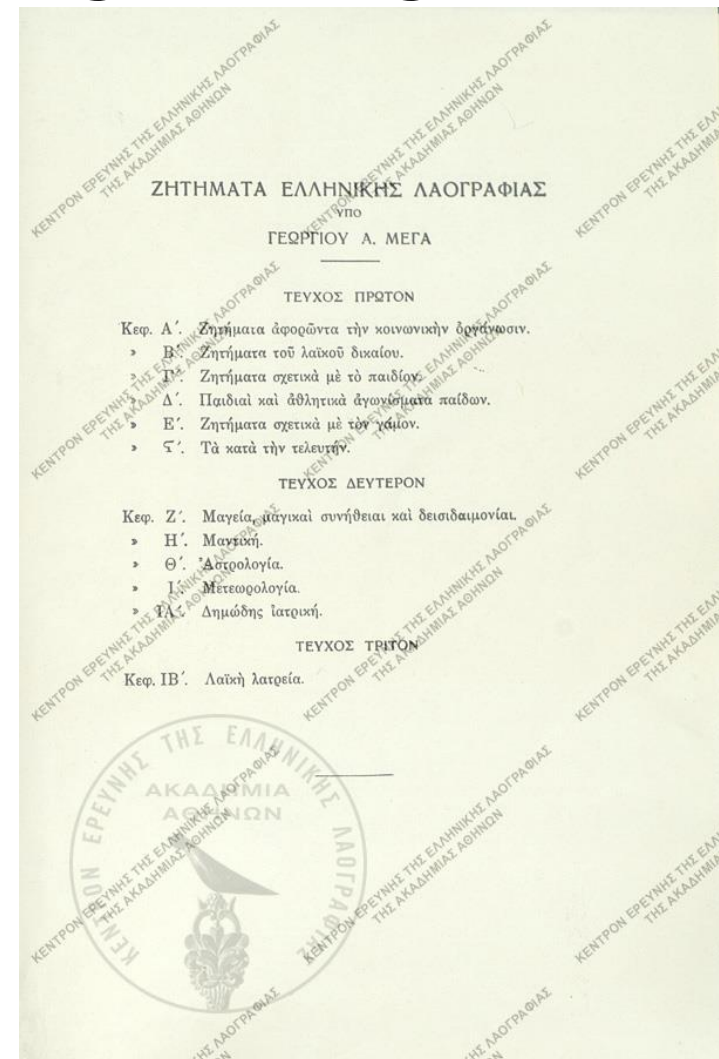 ΖΗΤΗΜΑΤΑ ΕΛΛΗΝΙΚΗΣ ΛΑΟΓΡΑΦΙΑΣ
ΥΠΟ
ΓΕΩΡΓΙΟΥ Α. ΜΕΓΑ
ΤΕΥΧΟΣ ΠΡΩΤΟΝ
Κεφ. Α΄. Ζητήματα ἀφορῶντα τὴν κοινωνικὴν ὀργάνωσιν.
» Β΄. Ζητήματα τοῦ λαϊκοῦ δικαίου.
» Γ΄. Ζητήματα σχετικὰ μὲ τὸ παιδίον.
» Δ΄. Παιδιαὶ καὶ ἀθλητικὰ ἀγωνίσματα παίδων.
» Ε΄. Ζητήματα σχετικὰ μὲ τὸν γάμον.
» Ϛ΄. Τὰ κατὰ τὴν τελευτήν.
ΤΕΥΧΟΣ ΔΕΥΤΕΡΟΝ
Κεφ. Ζ΄. Μαγεία, μαγικαὶ συνήθειαι καὶ δεισιδαιμονίαι.
» Η΄. Μαντική.
» Θ΄. Ἀστρολογία.
» Ι΄. Μετεωρολογία.
» ΙΑ΄. Δημώδης ἰατρική.
ΤΕΥΧΟΣ ΤΡΙΤΟΝ
Κεφ. ΙΒ΄. Λαϊκὴ λατρεία.
ΚΕΝΤΡΟΝ ΕΡΕΥΝΗΣ ΤΗΣ ΕΛΛΗΝΙΚΗΣ ΛΑΟΓΡΑΦΙΑΣ
ΑΚΑΔΗΜΙΑ
ΑΘΗΝΩΝ
ΚΕΝΤΡΟΝ ΕΡΕΥΝΗΣ ΤΗΣ ΕΛΛΗΝΙΚΗΣ ΛΑΟΓΡΑΦΙΑΣ
ΤΗΣ ΑΚΑΔΗΜΙΑΣ ΑΘΗΝΩΝ